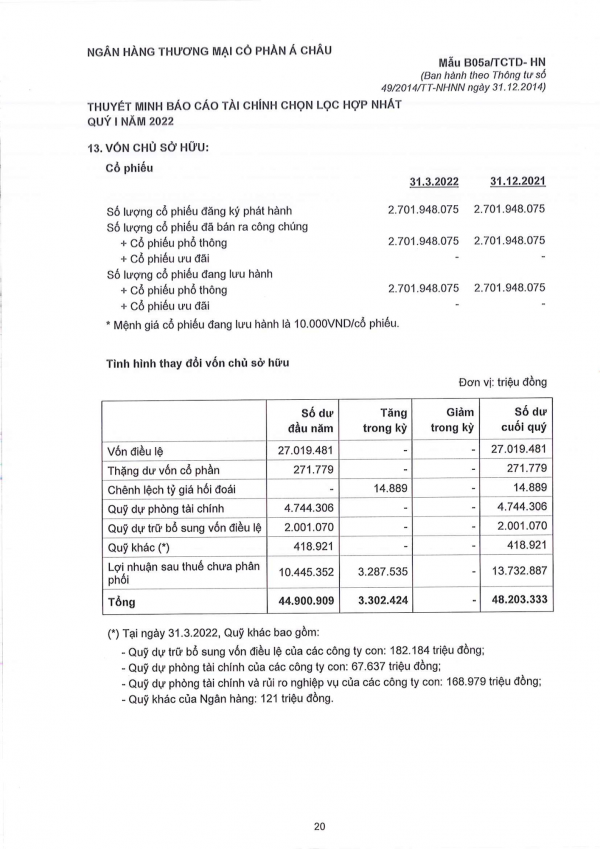 NGÂN HÀNG THƯƠNG MẠI CỔ PHẦN Á CHÂU
Mẫu B05a/TCTD- HN
(Ban hành theo Thông tư số
49/2014/TT-NHNN ngày 31.12.2014)
THUYẾT MINH BÁO CÁO TÀI CHÍNH CHỌN LỌC HỢP NHẤT
QUÝ I NĂM 2022
13. VỐN CHỦ SỞ HỮU:
Cổ phiếu
31.3.2022 31.12.2021
Số lượng cổ phiếu đăng ký phát hành 2.701.948.075 2.701.948.075
Số lượng cổ phiếu đã bán ra công chúng
+ Cổ phiếu phổ thông 2.701.948.075 2.701.948.075
+ Cổ phiếu ưu đãi - -
Số lượng cổ phiếu đang lưu hành
+ Cổ phiếu phổ thông 2.701.948.075 2.701.948.075
+ Cổ phiếu ưu đãi - -
* Mệnh giá cổ phiếu đang lưu hành là 10.000VND/cổ phiếu.
Tình hình thay đổi vốn chủ sở hữu
Đơn vị: triệu đồng
Số dư Tăng Giảm Số dư
đầu năm trong kỳ trong kỳ cuối quý
Vốn điều lệ 27.019.481 - - 27.019.481
Thặng dư vốn cổ phần 271.779 - - 271.779
Chênh lệch tỷ giá hối đoái - 14.889 - 14.889
Quỹ dự phòng tài chính 4.744.306 - - 4.744.306
Quỹ dự trữ bổ sung vốn điều lệ 2.001.070 - - 2.001.070
Quỹ khác (*) 418.921 - - 418.921
Lợi nhuận sau thuế chưa phân
phối 10.445.352 3.287.535 - 13.732.887
Tổng 44.900.909 3.302.424 - 48.203.333
(*) Tại ngày 31.3.2022, Quỹ khác bao gồm:
- Quỹ dự trữ bổ sung vốn điều lệ của các công ty con: 182.184 triệu đồng;
- Quỹ dự phòng tài chính của các công ty con: 67.637 triệu đồng;
- Quỹ dự phòng tài chính và rủi ro nghiệp vụ của các công ty con: 168.979 triệu đồng;
- Quỹ khác của Ngân hàng: 121 triệu đồng.
20